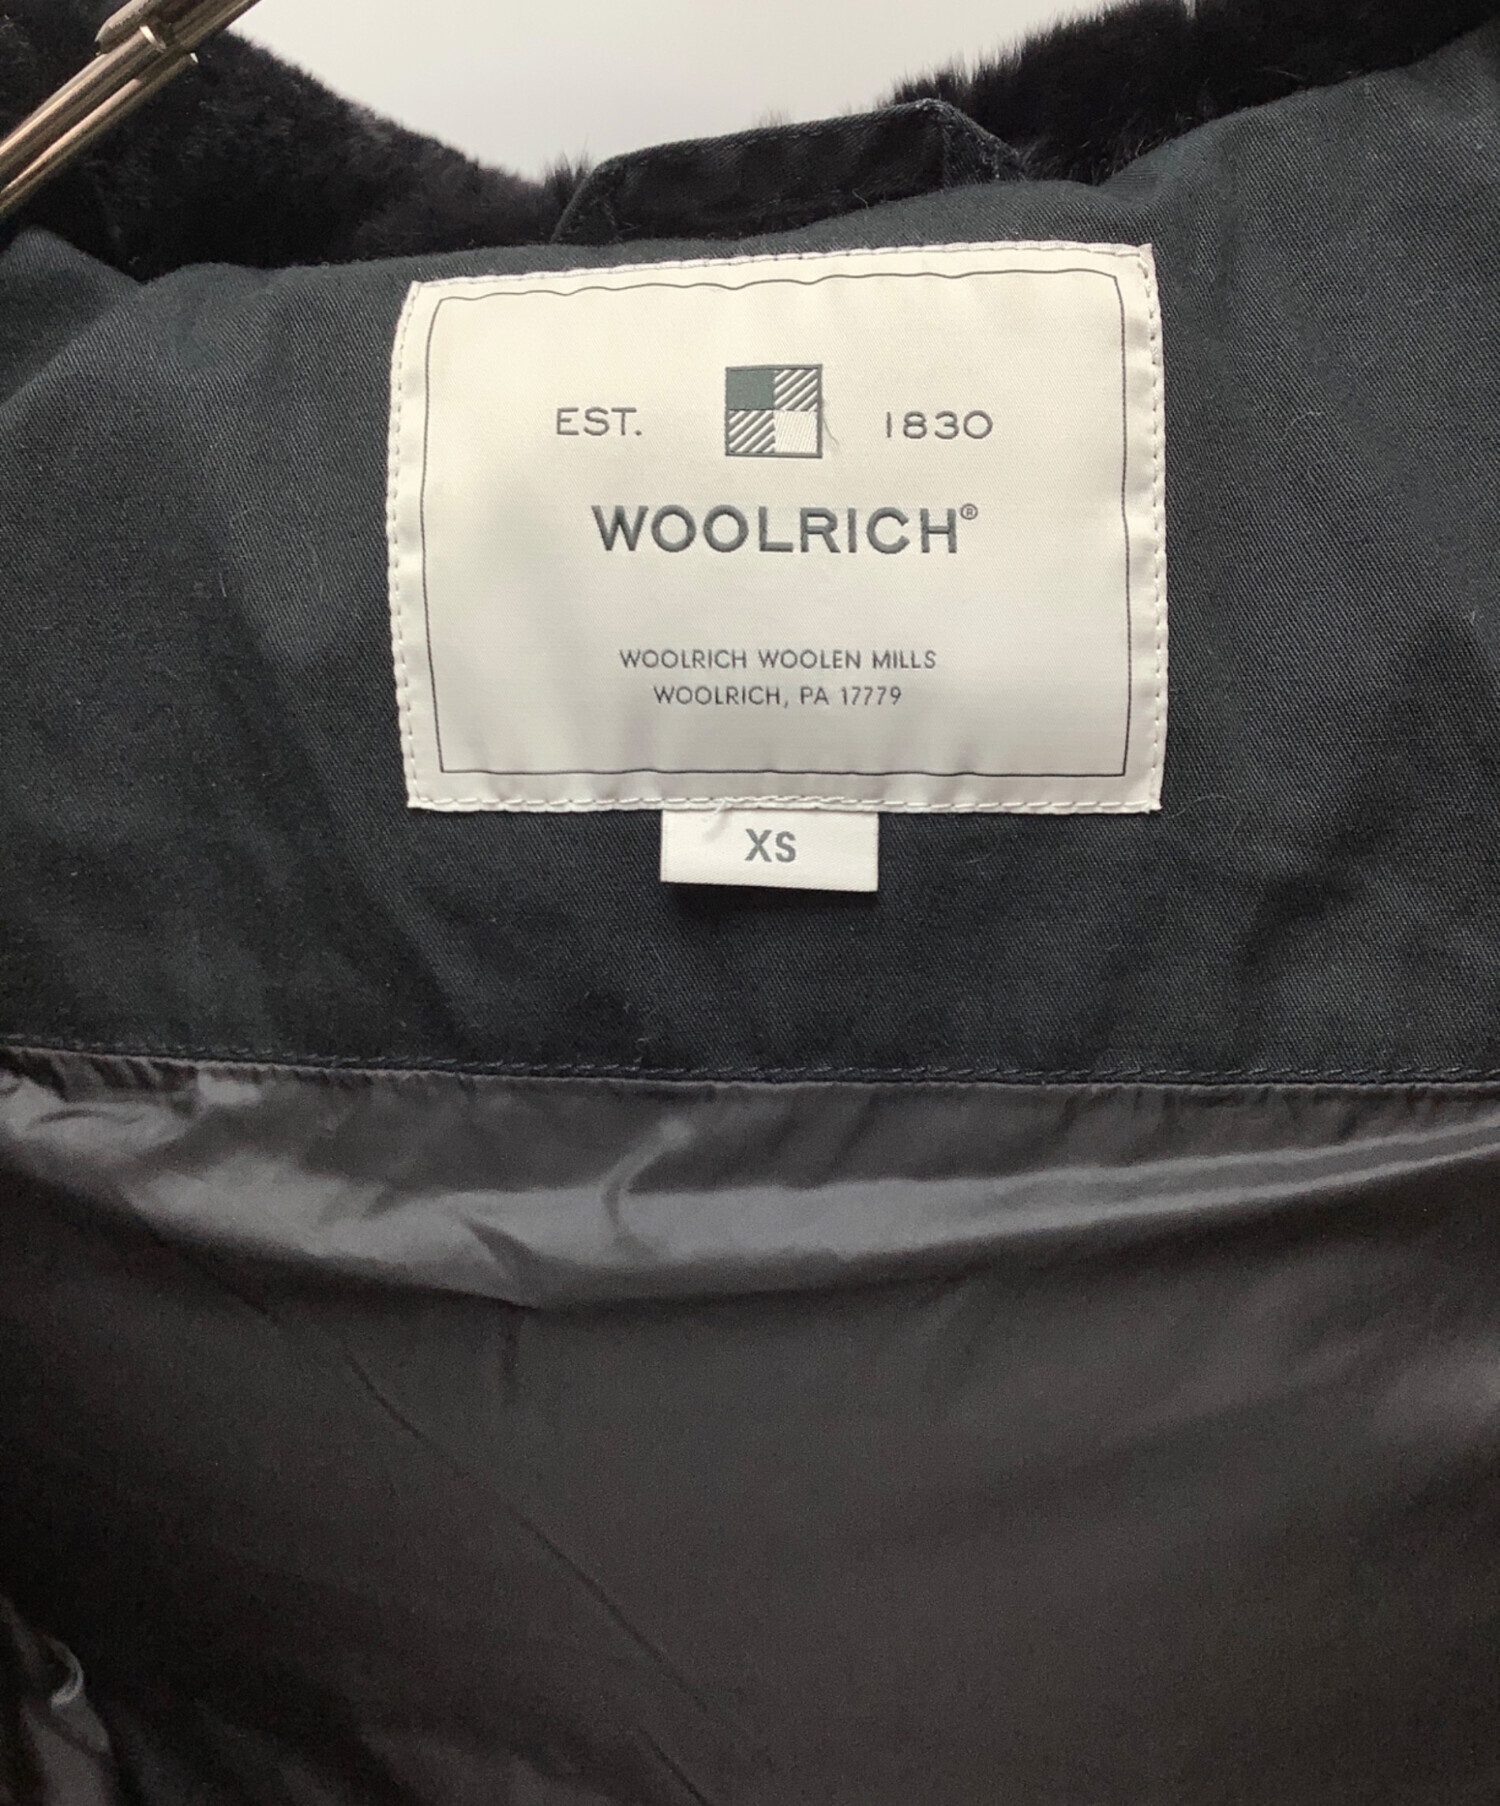 EST. 1830
WOOLRICH®
WOOLRICH WOOLEN MILLS
WOOLRICH, PA 17779
XS